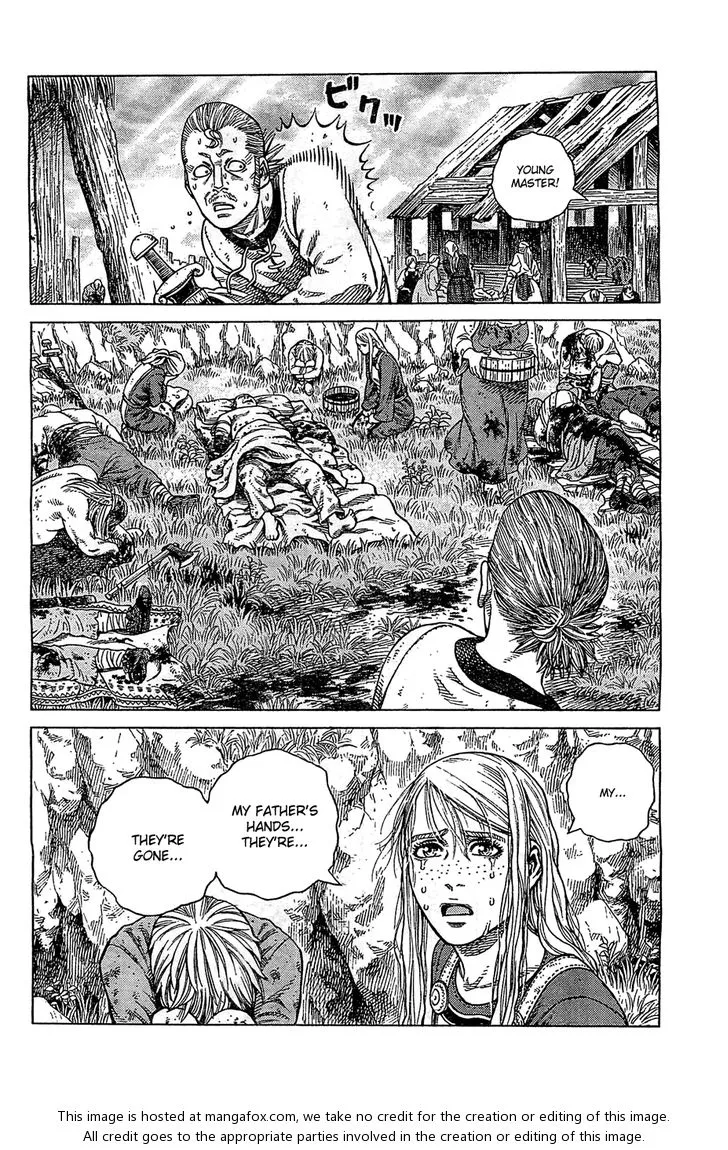 ビクッ
YOUNG
MASTER!
MY...
MY FATHER'S
HANDS...
THEY'RE...
THEY'RE
GONE...
This image is hosted at mangafox.com, we take no credit for the creation or editing of this image.
All credit goes to the appropriate parties involved in the creation or editing of this image.